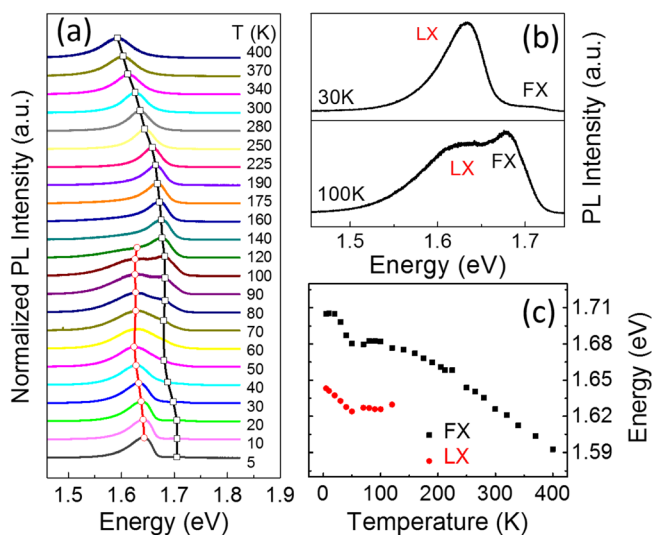 (a)
T (K)
400
370
340
300
280
250
225
190
175
160
140
120
100
90
80
70
60
50
40
30
20
10
5
Normalized PL Intensity (a.u.)
1.5 1.6 1.7 1.8 1.9
Energy (eV)
(b)
LX
FX
30K
LX
FX
100K
PL Intensity (a.u.)
1.5 1.6 1.7
Energy (eV)
(c)
1.71
1.68
1.65
1.62
1.59
Energy (eV)
FX
LX
0 100 200 300 400
Temperature (K)